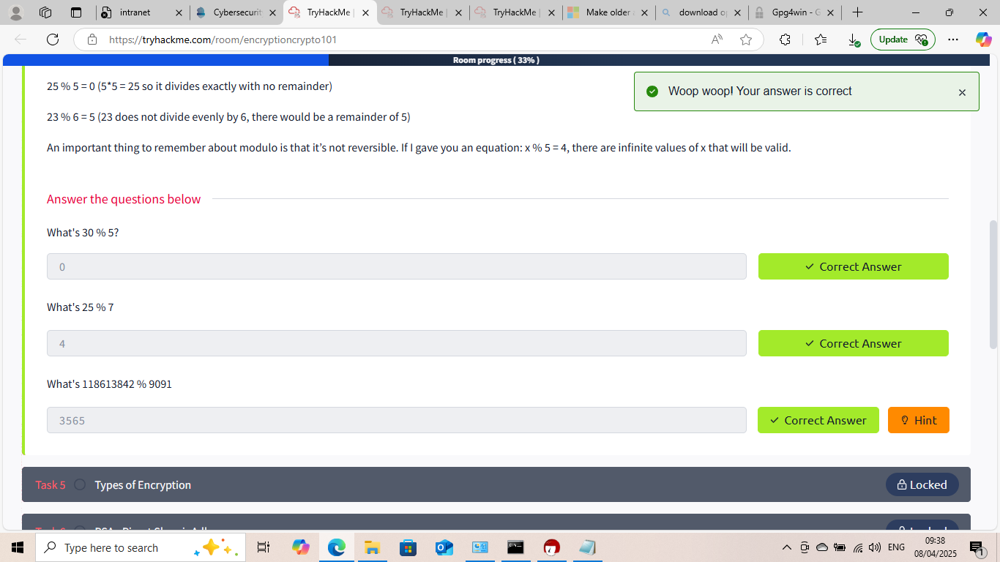 intranet
Cybersecurit
TryHackMe |
TryHackMe |
TryHackMe |
Make older
download o
Gpg4win - G
https://tryhackme.com/room/encryptioncrypto101
Update
Room progress ( 33% )
25 % 5 = 0 (5*5 = 25 so it divides exactly with no remainder)
Woop woop! Your answer is correct
23 % 6 = 5 (23 does not divide evenly by 6, there would be a remainder of 5)
An important thing to remember about modulo is that it’s not reversible. If I gave you an equation: x % 5 = 4, there are infinite values of x that will be valid.
Answer the questions below
What's 30 % 5?
0
Correct Answer
What's 25 % 7
4
Correct Answer
What's 118613842 % 9091
3565
Correct Answer
Hint
Task 5
Types of Encryption
Locked
Type here to search
ENG
09:38
08/04/2025
1